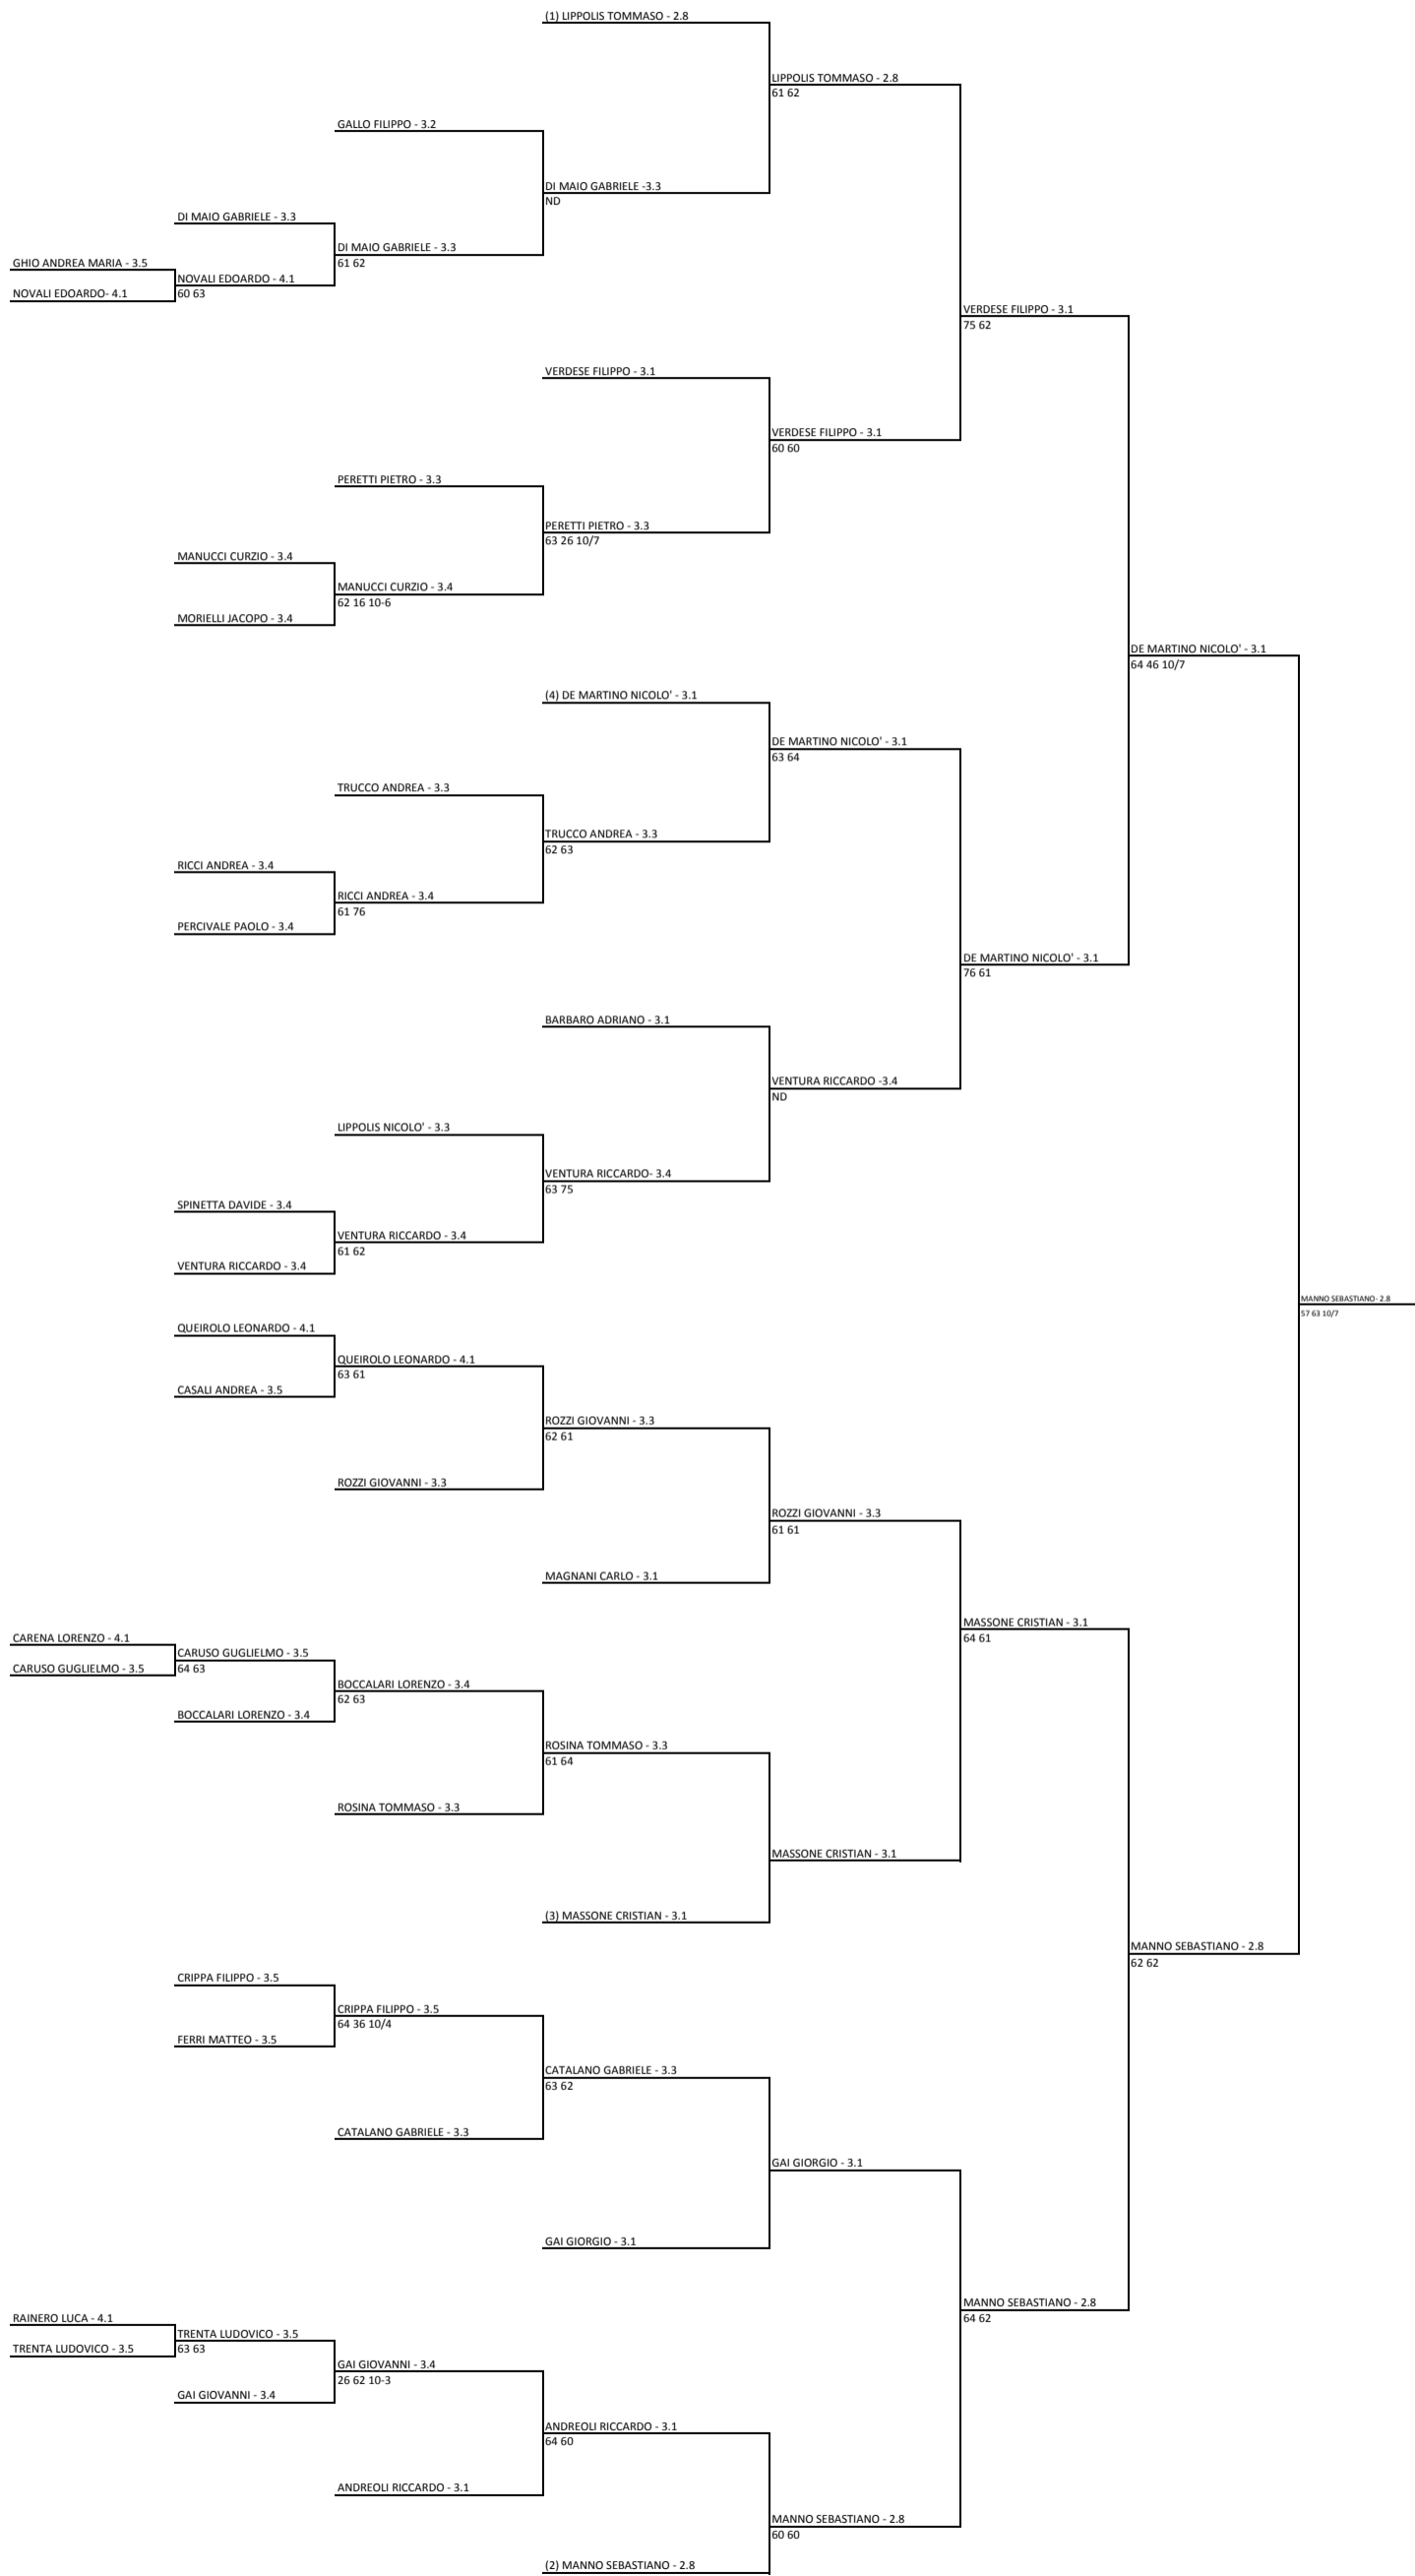 (1) LIPPOLIS TOMMASO - 2.8
LIPPOLIS TOMMASO - 2.8
61 62
GALLO FILIPPO - 3.2
DI MAIO GABRIELE -3.3
ND
DI MAIO GABRIELE - 3.3
DI MAIO GABRIELE - 3.3
61 62
GHIO ANDREA MARIA - 3.5
NOVALI EDOARDO - 4.1
60 63
NOVALI EDOARDO- 4.1
VERDESE FILIPPO - 3.1
75 62
VERDESE FILIPPO - 3.1
VERDESE FILIPPO - 3.1
60 60
PERETTI PIETRO - 3.3
PERETTI PIETRO - 3.3
63 26 10/7
MANUCCI CURZIO - 3.4
MANUCCI CURZIO - 3.4
62 16 10-6
MORIELLI JACOPO - 3.4
DE MARTINO NICOLO' - 3.1
64 46 10/7
(4) DE MARTINO NICOLO' - 3.1
DE MARTINO NICOLO' - 3.1
63 64
TRUCCO ANDREA - 3.3
TRUCCO ANDREA - 3.3
62 63
RICCI ANDREA - 3.4
RICCI ANDREA - 3.4
61 76
PERCIVALE PAOLO - 3.4
DE MARTINO NICOLO' - 3.1
76 61
BARBARO ADRIANO - 3.1
VENTURA RICCARDO -3.4
ND
LIPPOLIS NICOLO' - 3.3
VENTURA RICCARDO- 3.4
63 75
SPINETTA DAVIDE - 3.4
VENTURA RICCARDO - 3.4
61 62
VENTURA RICCARDO - 3.4
MANNO SEBASTIANO- 2.8
57 63 10/7
QUEIROLO LEONARDO - 4.1
QUEIROLO LEONARDO - 4.1
63 61
CASALI ANDREA - 3.5
ROZZI GIOVANNI - 3.3
62 61
ROZZI GIOVANNI - 3.3
ROZZI GIOVANNI - 3.3
61 61
MAGNANI CARLO - 3.1
MASSONE CRISTIAN - 3.1
64 61
CARENA LORENZO - 4.1
CARUSO GUGLIELMO - 3.5
64 63
CARUSO GUGLIELMO - 3.5
BOCCALARI LORENZO - 3.4
62 63
BOCCALARI LORENZO - 3.4
ROSINA TOMMASO - 3.3
61 64
ROSINA TOMMASO - 3.3
MASSONE CRISTIAN - 3.1
(3) MASSONE CRISTIAN - 3.1
MANNO SEBASTIANO - 2.8
62 62
CRIPPA FILIPPO - 3.5
CRIPPA FILIPPO - 3.5
64 36 10/4
FERRI MATTEO - 3.5
CATALANO GABRIELE - 3.3
63 62
CATALANO GABRIELE - 3.3
GAI GIORGIO - 3.1
GAI GIORGIO - 3.1
MANNO SEBASTIANO - 2.8
64 62
RAINERO LUCA - 4.1
TRENTA LUDOVICO - 3.5
63 63
TRENTA LUDOVICO - 3.5
GAI GIOVANNI - 3.4
26 62 10-3
GAI GIOVANNI - 3.4
ANDREOLI RICCARDO - 3.1
64 60
ANDREOLI RICCARDO - 3.1
MANNO SEBASTIANO - 2.8
60 60
(2) MANNO SEBASTIANO - 2.8